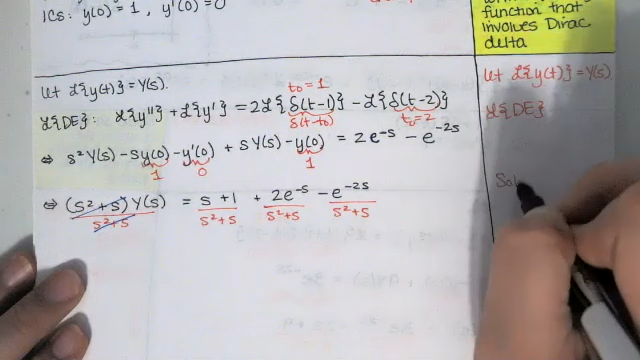 ICs: y(0) = 1, y'(0) = 0
function that
involves Dirac
delta
Let ℒ{y(t)} = Y(s).
t₀ = 1
ℒ{DE}: ℒ{y''} + ℒ{y'} = 2ℒ{δ(t-1)} - ℒ{δ(t-2)}
δ(t-t₀) t₀ = 2
⇔ s²Y(s) - sy(0) - y'(0) + sY(s) - y(0) = 2e^{-s} - e^{-2s}
1 0 1
⇔ (s²+s)Y(s) = s+1 + 2e^{-s} - e^{-2s}
s²+s s²+s s²+s s²+s
Let ℒ{y(t)} = Y(s)
ℒ{DE}
Sol